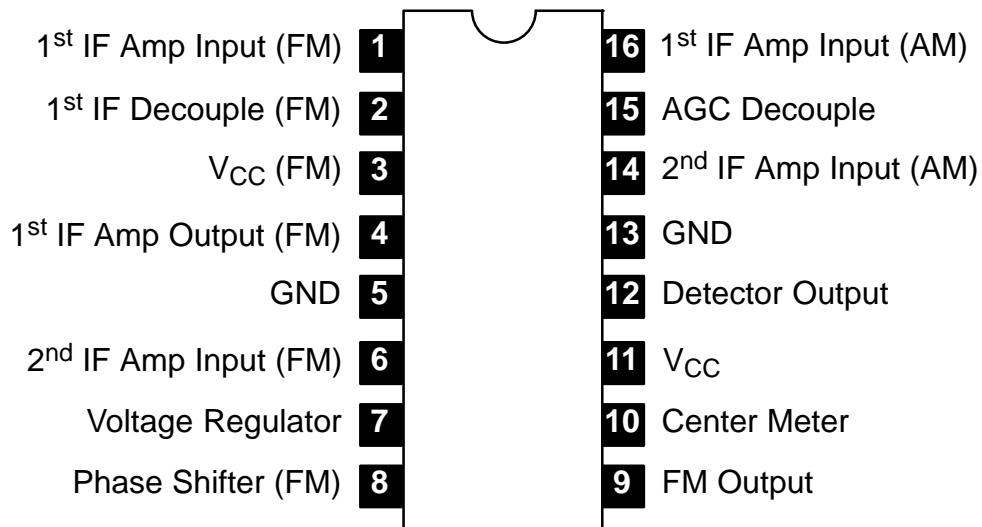 1st IF Amp Input (FM) 1 16 1st IF Amp Input (AM)
1st IF Decouple (FM) 2 15 AGC Decouple
VCC (FM) 3 14 2nd IF Amp Input (AM)
1st IF Amp Output (FM) 4 13 GND
GND 5 12 Detector Output
2nd IF Amp Input (FM) 6 11 VCC
Voltage Regulator 7 10 Center Meter
Phase Shifter (FM) 8 9 FM Output